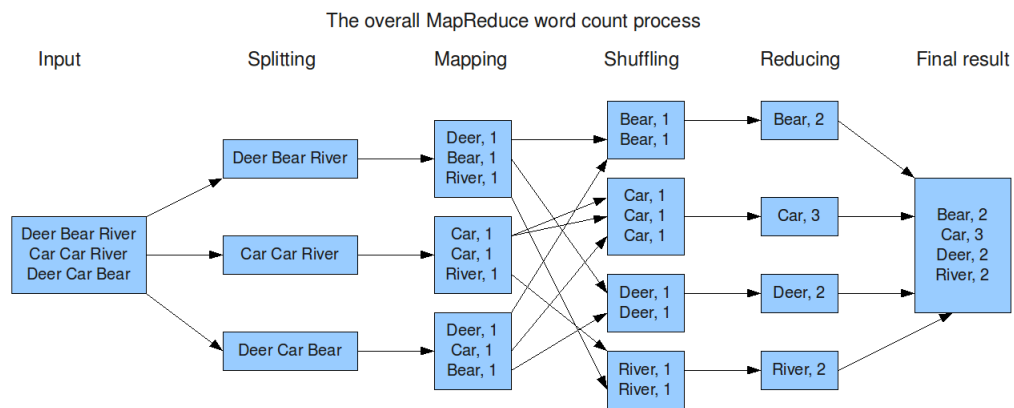 The overall MapReduce word count process
Input
Splitting
Mapping
Shuffling
Reducing
Final result
Deer Bear River
Car Car River
Deer Car Bear
Deer Bear River
Car Car River
Deer Car Bear
Deer, 1
Bear, 1
River, 1
Car, 1
Car, 1
River, 1
Deer, 1
Car, 1
Bear, 1
Bear, 1
Bear, 1
Car, 1
Car, 1
Car, 1
Deer, 1
Deer, 1
River, 1
River, 1
Bear, 2
Car, 3
Deer, 2
River, 2
Bear, 2
Car, 3
Deer, 2
River, 2